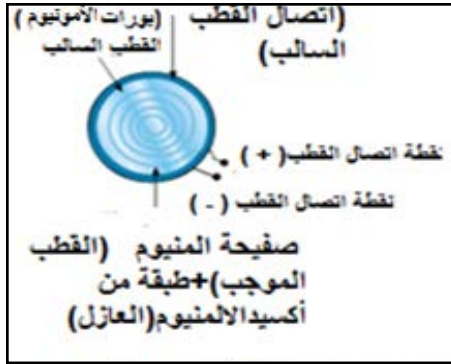 (اتصال القطب
السالب)
(بورات الأمونيوم)
القطب السالب
نقطة اتصال القطب( + )
نقطة اتصال القطب ( - )
صفيحة المنيوم (القطب
الموجب)+طبقة من
أكسيدالالمنيوم(العازل)